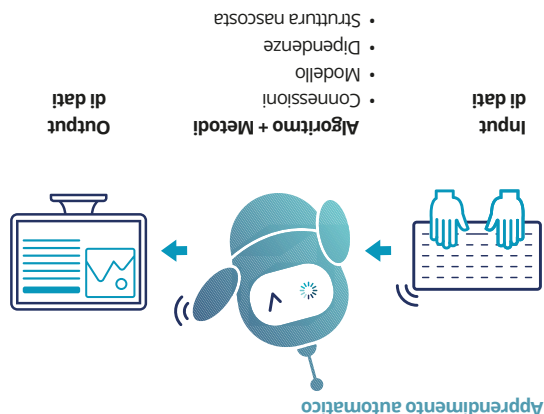 Apprendimento automatico
Input
di dati
Algoritmo + Metodi
• Connessioni
• Modello
• Dipendenze
• Struttura nascosta
Output
di dati